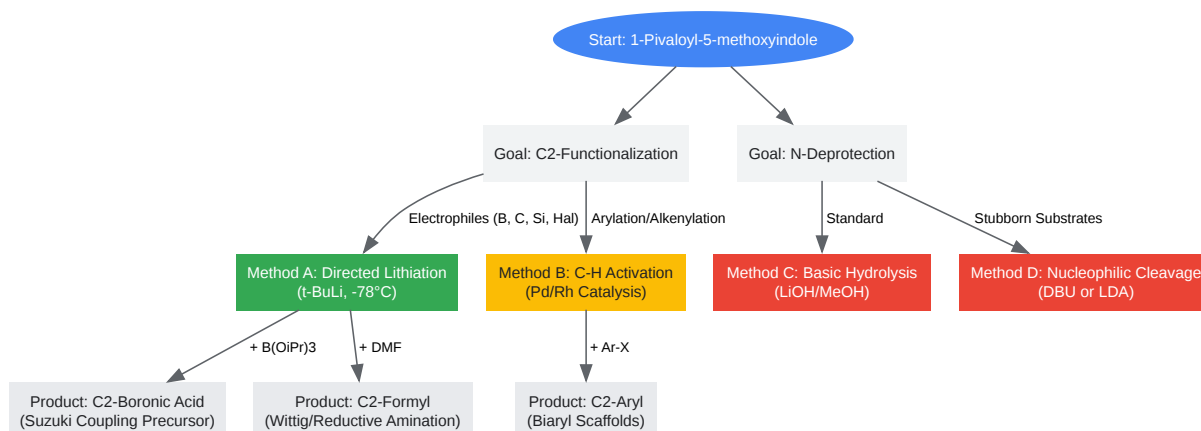 Start: 1-Pivaloyl-5-methoxyindole
Goal: C2-Functionalization
Goal: N-Deprotection
Electrophiles (B, C, Si, Hal)
Arylation/Alkenylation
Standard
Stubborn Substrates
Method A: Directed Lithiation
(t-BuLi, -78°C)
Method B: C-H Activation
(Pd/Rh Catalysis)
Method C: Basic Hydrolysis
(LiOH/MeOH)
Method D: Nucleophilic Cleavage
(DBU or LDA)
+ B(OiPr)3
+ DMF
+ Ar-X
Product: C2-Boronic Acid
(Suzuki Coupling Precursor)
Product: C2-Formyl
(Wittig/Reductive Amination)
Product: C2-Aryl
(Biaryl Scaffolds)